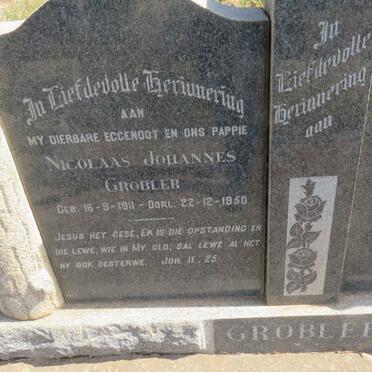 In Liefdevolle Herinnering
AAN
MY DIERBARE EGGENOOT EN ONS PAPPIE
NICOLAAS JOHANNES
GROBLER
GEB. 16-9-1911 - OORL. 22-12-1950
JESUS HET GESE, EK IS DIE OPSTANDING EN
DIE LEWE, WIE IN MY GLO, SAL LEWE AL HET
HY OOK GESTERWE. JOH. 11:25
In
Liefdevolle
Herinnering
aan
GROBLER